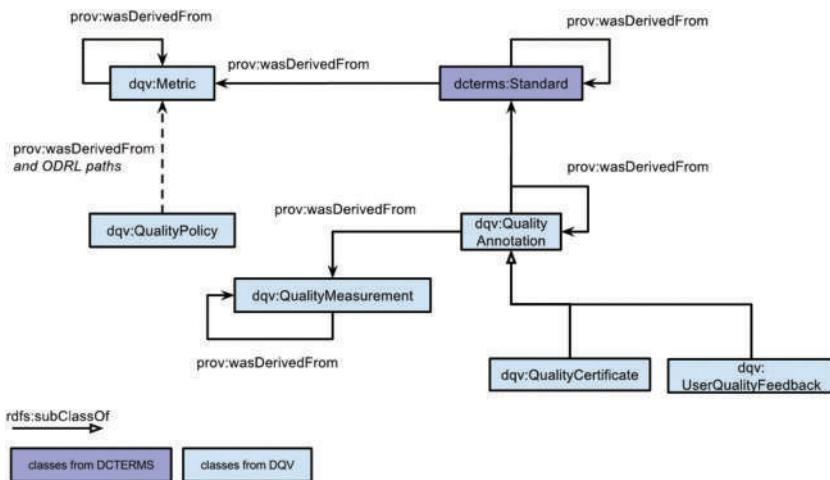 prov:wasDerivedFrom
prov:wasDerivedFrom
prov:wasDerivedFrom
dqv:Metric
dcterms:Standard
prov:wasDerivedFrom
and ODRL paths
prov:wasDerivedFrom
prov:wasDerivedFrom
dqv:QualityPolicy
dqv:Quality
Annotation
dqv:QualityMeasurement
prov:wasDerivedFrom
dqv:QualityCertificate
dqv:
UserQualityFeedback
rdfs:subClassOf
classes from DCTERMS
classes from DQV